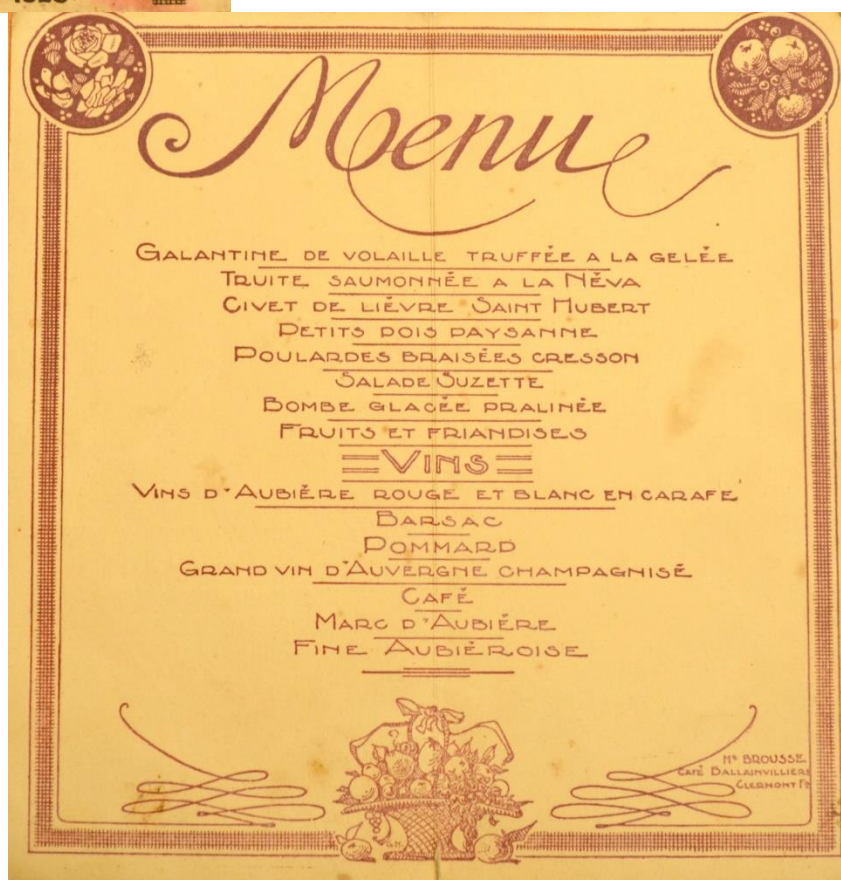 Menu
GALANTINE DE VOLAILLE TRUFFÉE A LA GELÉE
TRUITE SAUMONNÉE A LA NÉVA
CIVET DE LIÈVRE SAINT HUBERT
PETITS POIS PAYSANNE
POULARDES BRAISÉES CRESSON
SALADE SUZETTE
BOMBE GLACÉE PRALINÉE
FRUITS ET FRIANDISES
VINS
VINS D'AUBIÈRE ROUGE ET BLANC EN CARAFE
BARSAC
POMMARD
GRAND VIN D'AUVERGNE CHAMPAGNISÉ
CAFÉ
MARC D'AUBIÈRE
FINE AUBIÈROISE
Mª BROUSSE
CAFÉ BALLAINVILLIERS
CLERMONT Fd